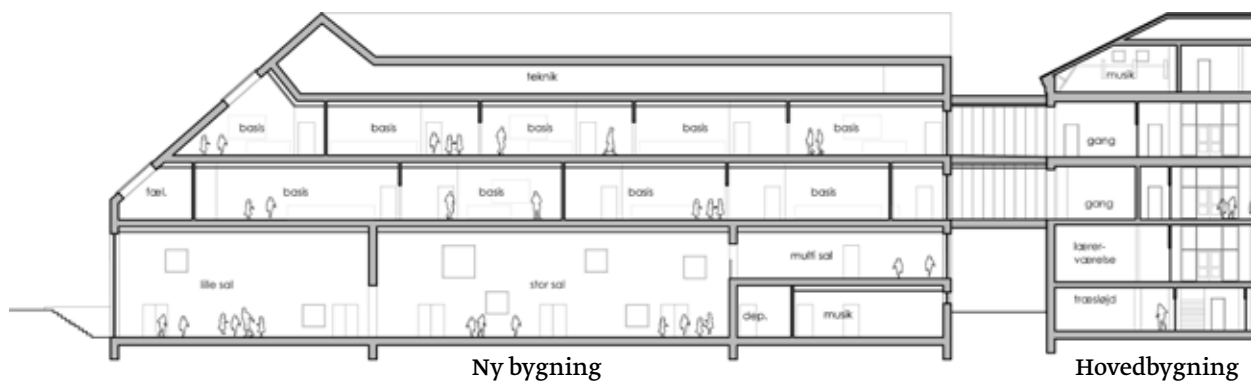 teknik
musik
basis
basis
basis
basis
basis
gang
fæl.
basis
basis
basis
basis
gang
lille sal
stor sal
multi sal
lærer-
værelse
dep.
musik
træsløjd
Ny bygning
Hovedbygning